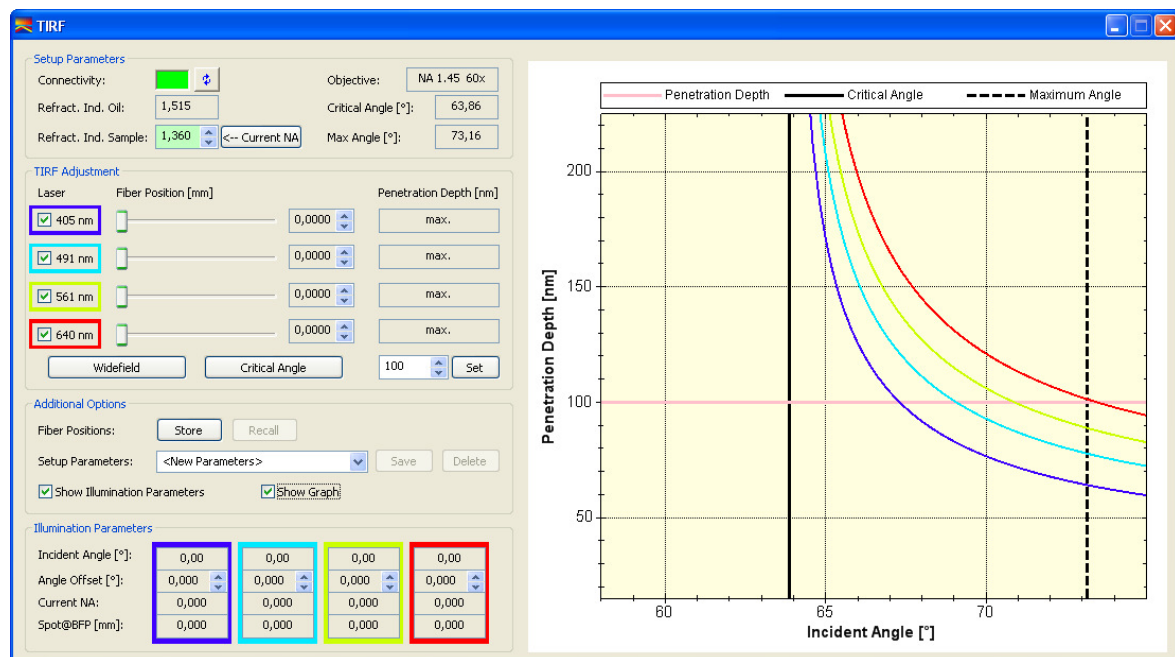 TIRF
Setup Parameters
Connectivity:
Objective: NA 1.45 60x
Refract. Ind. Oil: 1,515
Critical Angle [°]: 63,86
Refract. Ind. Sample: 1,360 <-- Current NA
Max Angle [°]: 73,16
TIRF Adjustment
Laser Fiber Position [mm] Penetration Depth [nm]
405 nm 0,0000 max.
491 nm 0,0000 max.
561 nm 0,0000 max.
640 nm 0,0000 max.
Widefield Critical Angle 100 Set
Additional Options
Fiber Positions: Store Recall
Setup Parameters: <New Parameters> Save Delete
Show Illumination Parameters Show Graph
Illumination Parameters
Incident Angle [°]: 0,00 0,00 0,00 0,00
Angle Offset [°]: 0,000 0,000 0,000 0,000
Current NA: 0,000 0,000 0,000 0,000
Spot@BFP [mm]: 0,000 0,000 0,000 0,000
Penetration Depth Critical Angle Maximum Angle
Penetration Depth [nm]
200
150
100
50
60 65 70
Incident Angle [°]